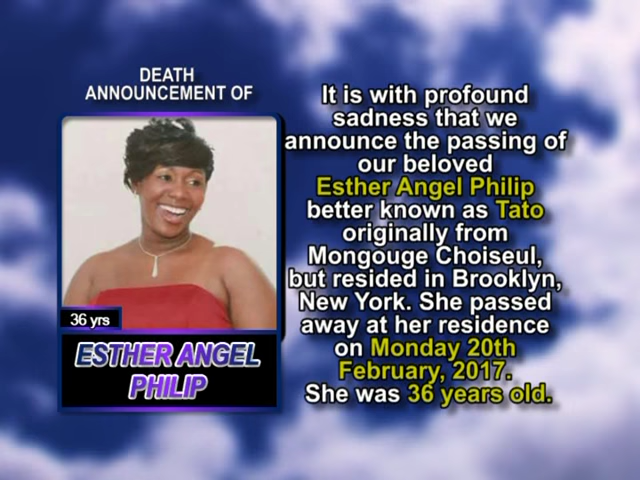 DEATH
ANNOUNCEMENT OF
36 yrs
ESTHER ANGEL
PHILIP
It is with profound
sadness that we
announce the passing of
our beloved
Esther Angel Philip
better known as Tato
originally from
Mongouge Choiseul,
but resided in Brooklyn,
New York. She passed
away at her residence
on Monday 20th
February, 2017.
She was 36 years old.